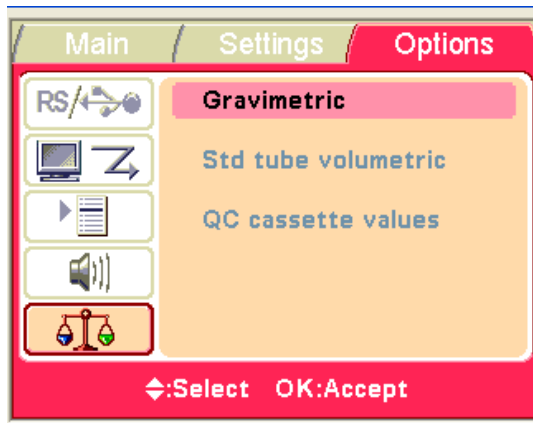 Main Settings Options
RS/
Gravimetric
Std tube volumetric
QC cassette values
:Select OK:Accept